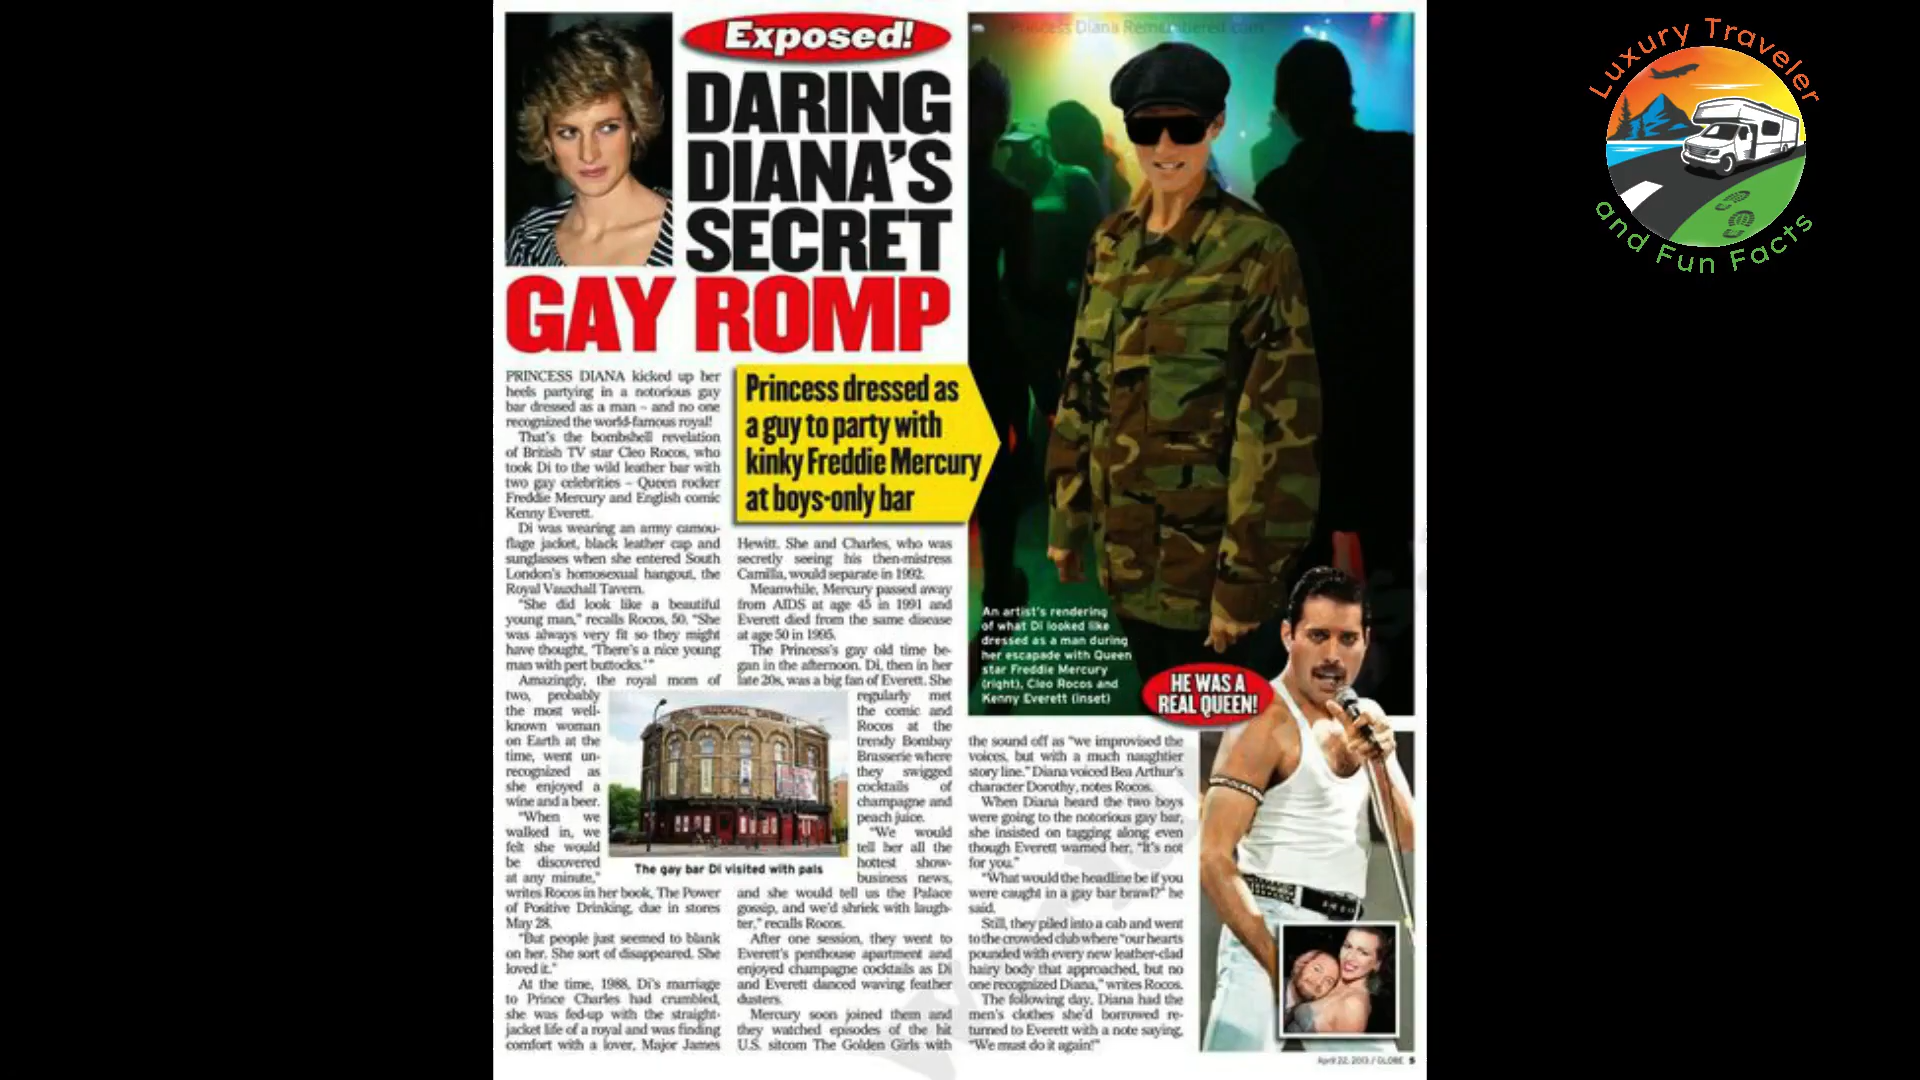 Exposed!
DARING
DIANA'S
SECRET
GAY ROMP
Princess dressed as
a guy to party with
kinky Freddie Mercury
at boys-only bar
PRINCESS DIANA kicked up her
heels partying in a notorious gay
bar dressed as a man – and no one
recognized the world-famous royal!
That's the bombshell revelation
of British TV star Cleo Rocos, who
took Di to the wild leather bar with
two gay celebrities – Queen rocker
Freddie Mercury and English comic
Kenny Everett.
Di was wearing an army camou-
flage jacket, black leather cap and
sunglasses when she entered South
London's homosexual hangout, the
Royal Vauxhall Tavern.
"She did look like a beautiful
young man," recalls Rocos, 50. "She
was always very fit so they might
have thought, 'There's a nice young
man with pert buttocks.'"
Amazingly, the royal mom of
two, probably
the most well-
known woman
on Earth at the
time, went un-
recognized as
she enjoyed a
wine and a beer.
"When we
walked in, we
felt she would
be discovered
at any minute,"
writes Rocos in her book, The Power
of Positive Drinking, due in stores
May 28.
"But people just seemed to blank
on her. She sort of disappeared. She
loved it."
At the time, 1988, Di's marriage
to Prince Charles had crumbled,
she was fed-up with the straight-
jacket life of a royal and was finding
comfort with a lover, Major James
Hewitt. She and Charles, who was
secretly seeing his then-mistress
Camilla, would separate in 1992.
Meanwhile, Mercury passed away
from AIDS at age 45 in 1991 and
Everett died from the same disease
at age 50 in 1995.
The Princess's gay old time be-
gan in the afternoon. Di, then in her
late 20s, was a big fan of Everett. She
regularly met
the comic and
Rocos at the
trendy Bombay
Brasserie where
they swigged
cocktails of
champagne and
peach juice.
"We would
tell her all the
hottest show-
business news,
and she would tell us the Palace
gossip, and we'd shriek with laugh-
ter," recalls Rocos.
After one session, they went to
Everett's penthouse apartment and
enjoyed champagne cocktails as Di
and Everett danced waving feather
dusters.
Mercury soon joined them and
they watched episodes of the hit
U.S. sitcom The Golden Girls with
The gay bar Di visited with pals
Princess Diana Remembered.com
An artist's rendering
of what Di looked like
dressed as a man during
her escapade with Queen
star Freddie Mercury
(right), Cleo Rocos and
Kenny Everett (inset)
HE WAS A
REAL QUEEN!
the sound off as "we improvised the
voices, but with a much naughtier
story line." Diana voiced Bea Arthur's
character Dorothy, notes Rocos.
When Diana heard the two boys
were going to the notorious gay bar,
she insisted on tagging along even
though Everett warned her, "It's not
for you."
"What would the headline be if you
were caught in a gay bar brawl?" he
said.
Still, they piled into a cab and went
to the crowded club where "our hearts
pounded with every new leather-clad
hairy body that approached, but no
one recognized Diana," writes Rocos.
The following day, Diana had the
men's clothes she'd borrowed re-
turned to Everett with a note saying,
"We must do it again!"
April 22, 2013 / GLOBE 5
Luxury Traveler
and Fun Facts